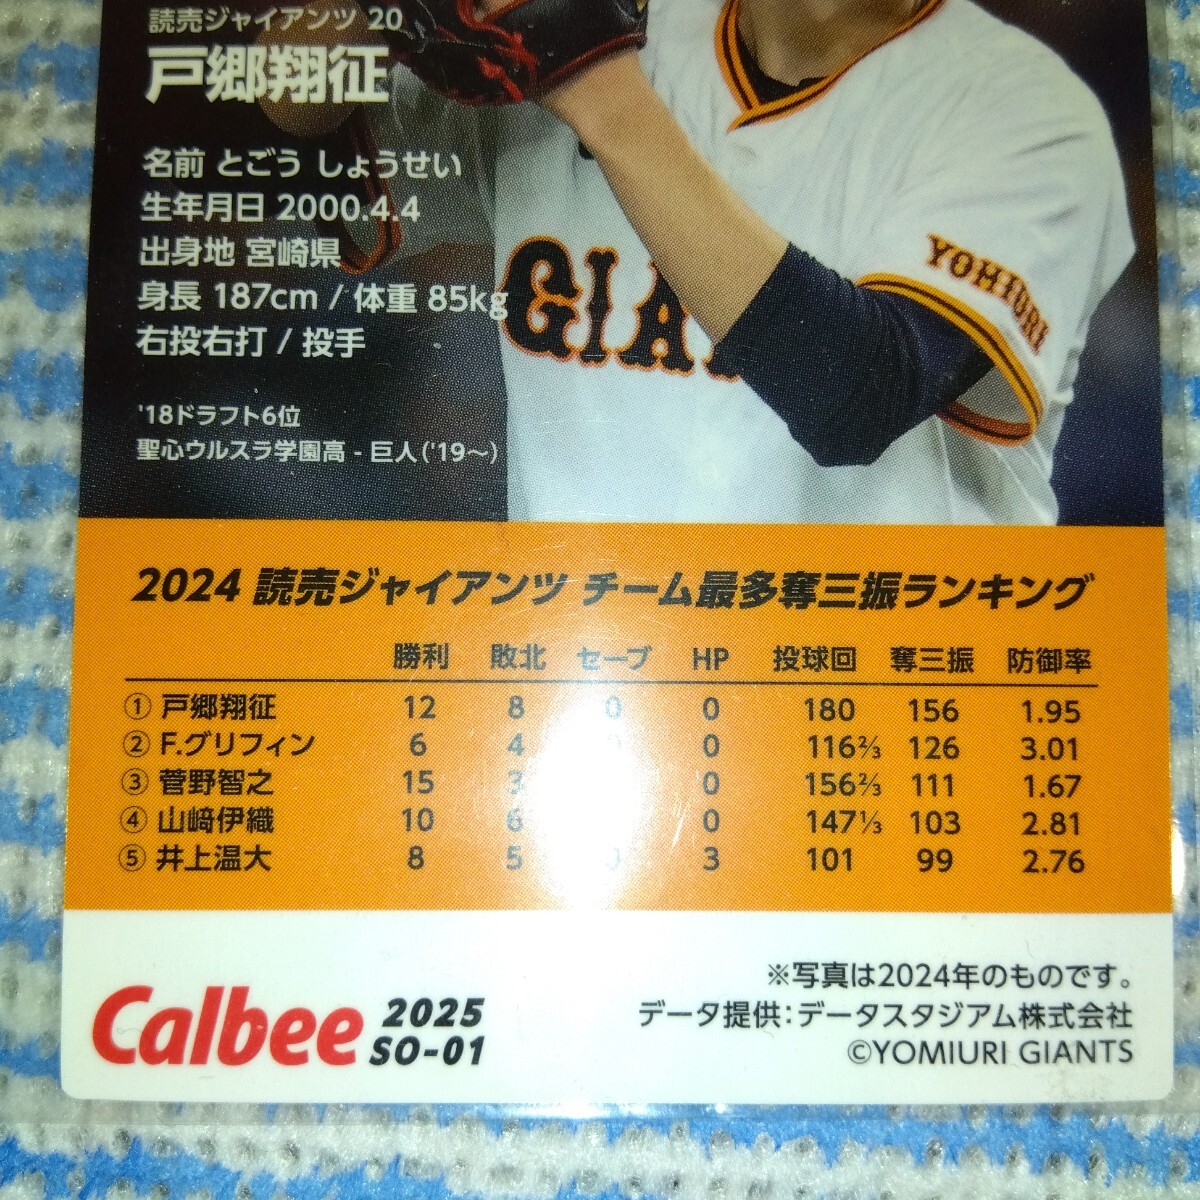 読売ジャイアンツ 20
戸郷翔征
名前 とごう しょうせい
生年月日 2000.4.4
出身地 宮崎県
身長 187cm / 体重 85kg
右投右打 / 投手
'18ドラフト6位
聖心ウルスラ学園高 - 巨人('19〜)
GIA
YOMIURI
2024 読売ジャイアンツ チーム最多奪三振ランキング
勝利 敗北 セーブ HP 投球回 奪三振 防御率
① 戸郷翔征 12 8 0 0 180 156 1.95
② F.グリフィン 6 4 0 0 116⅔ 126 3.01
③ 菅野智之 15 3 0 156⅔ 111 1.67
④ 山﨑伊織 10 6 0 147⅓ 103 2.81
⑤ 井上温大 8 5 0 3 101 99 2.76
※写真は2024年のものです。
データ提供：データスタジアム株式会社
©YOMIURI GIANTS
Calbee 2025
SO-01